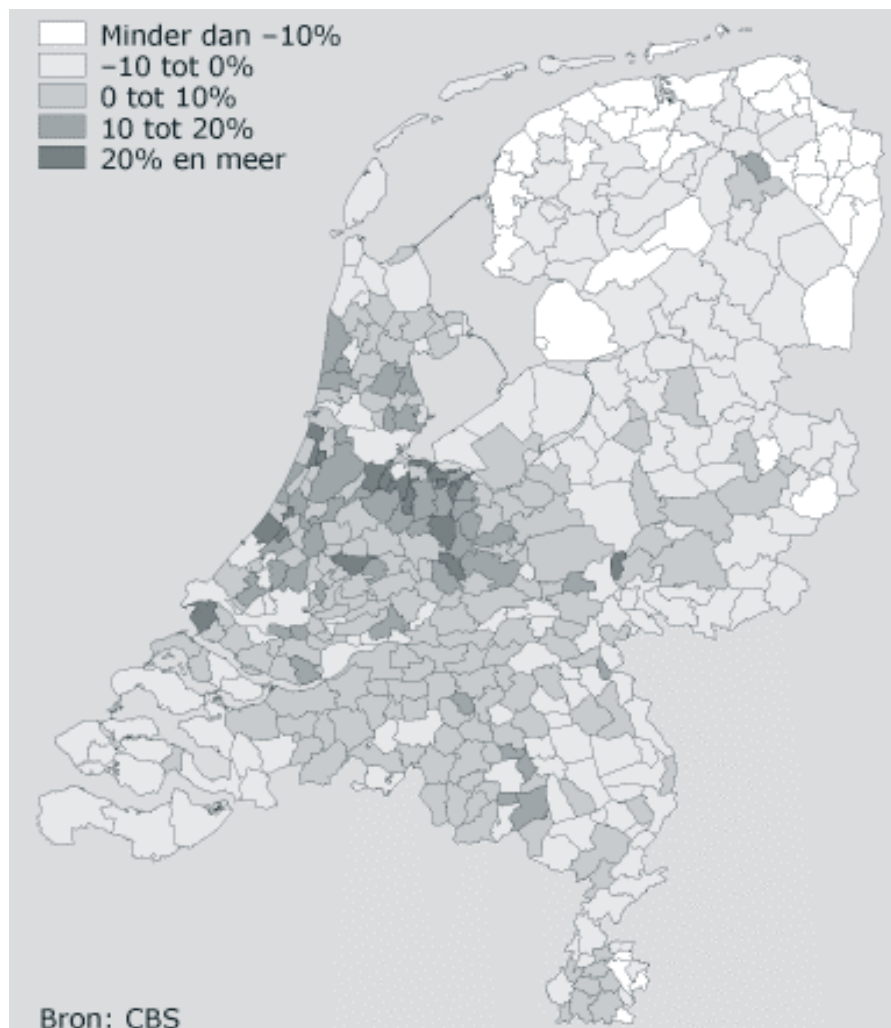 Minder dan –10%
–10 tot 0%
0 tot 10%
10 tot 20%
20% en meer
Bron: CBS